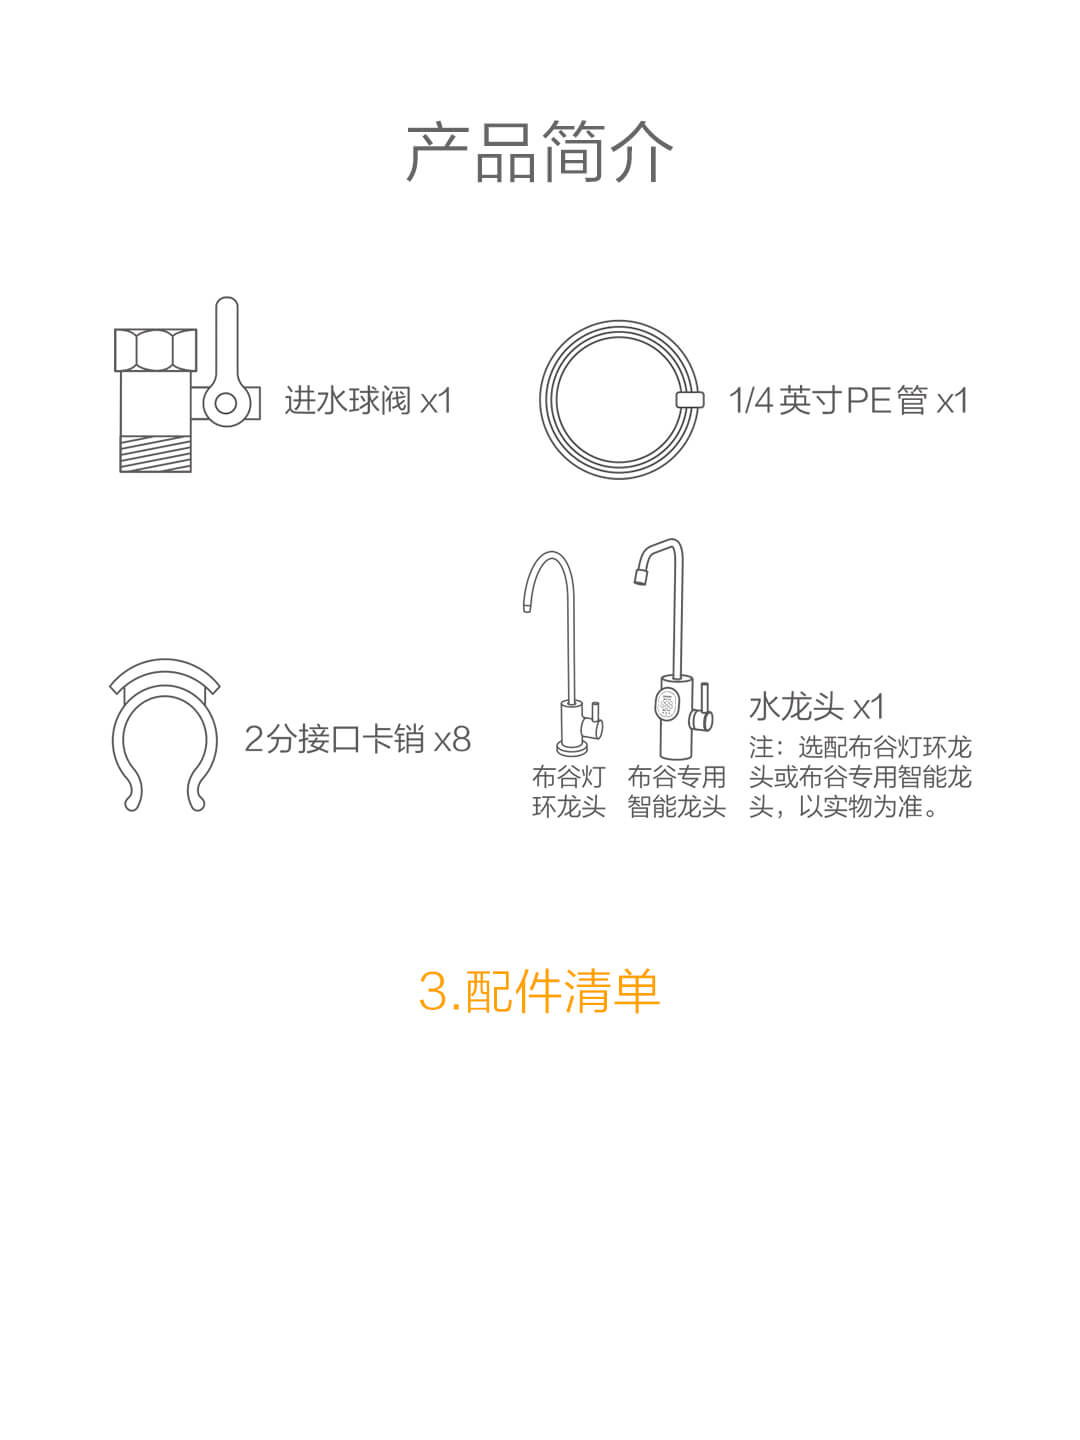 产品简介
进水球阀 x1
1/4英寸PE管 x1
2分接口卡销 x8
布谷灯
环龙头
布谷专用
智能龙头
水龙头 x1
注：选配布谷灯环龙
头或布谷专用智能龙
头，以实物为准。
3.配件清单